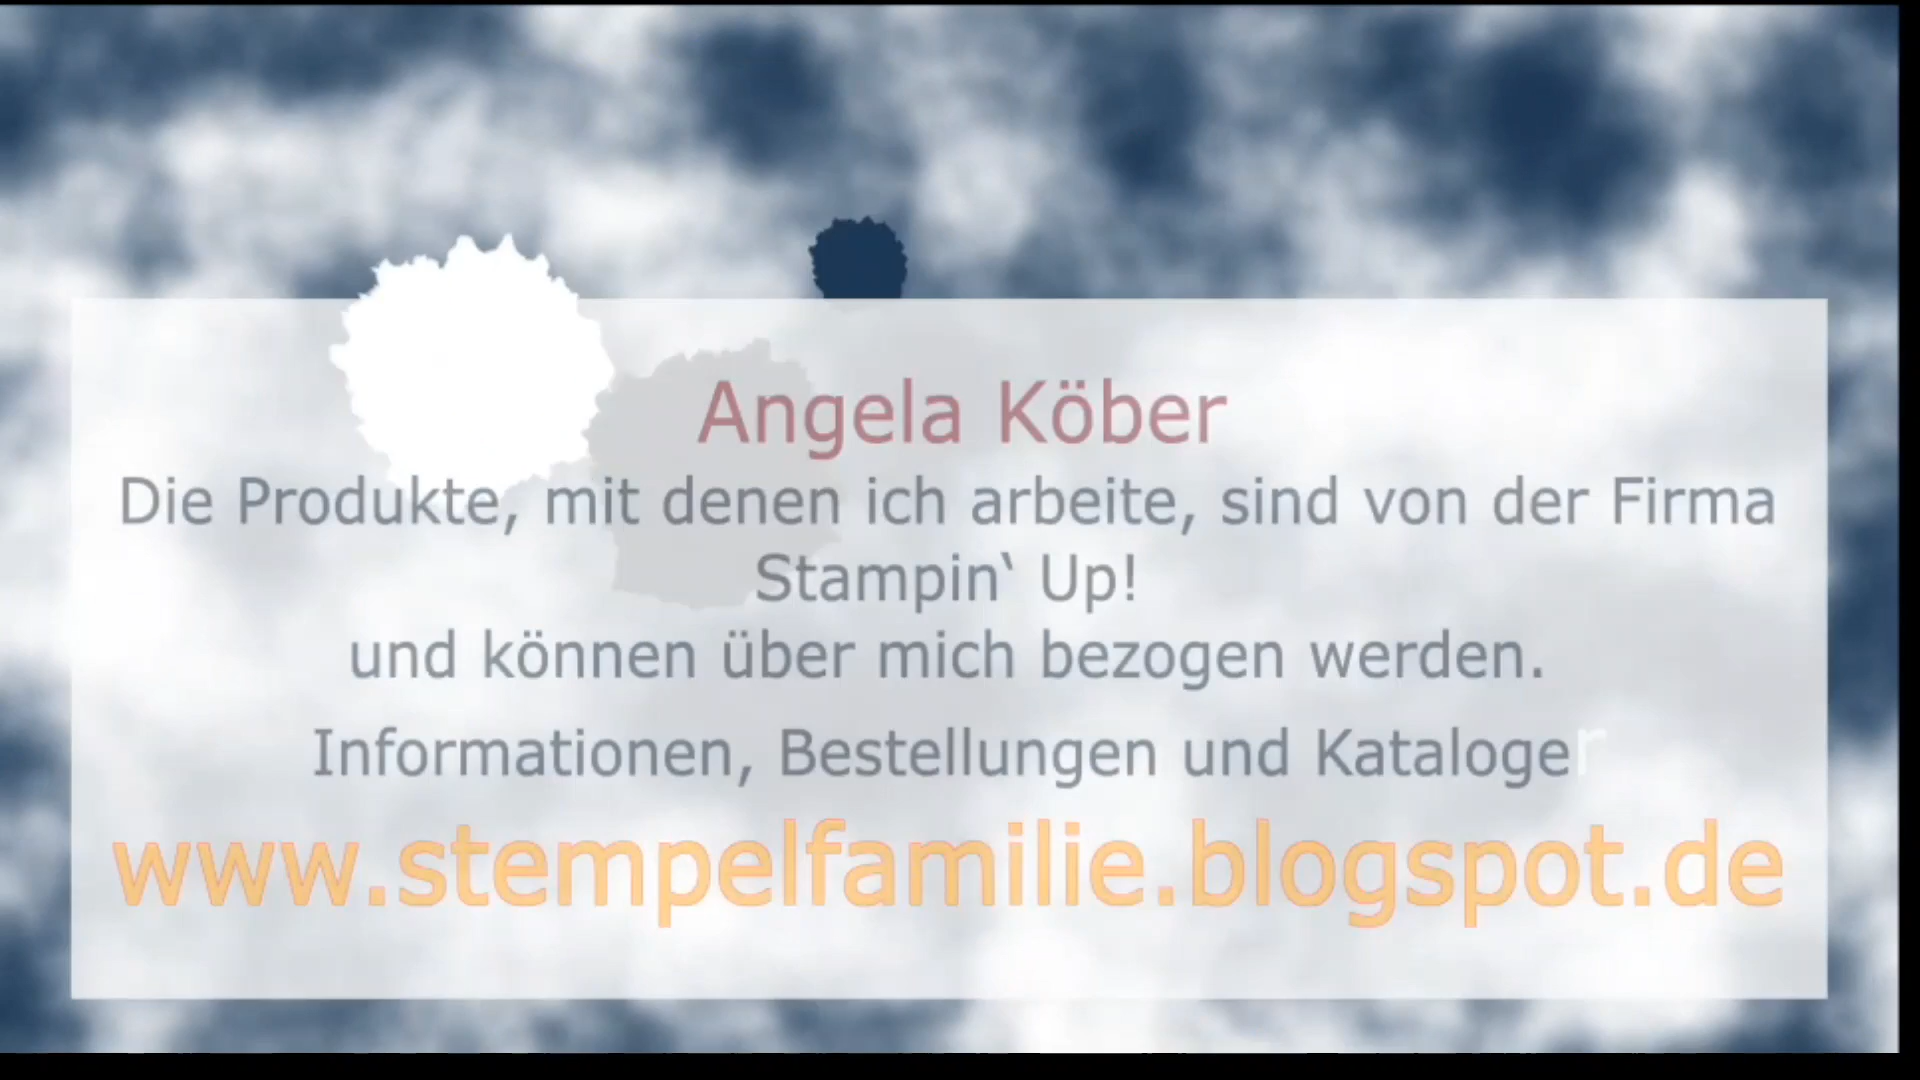 Angela Köber
Die Produkte, mit denen ich arbeite, sind von der Firma
Stampin‘ Up!
und können über mich bezogen werden.
Informationen, Bestellungen und Kataloge
www.stempelfamilie.blogspot.de